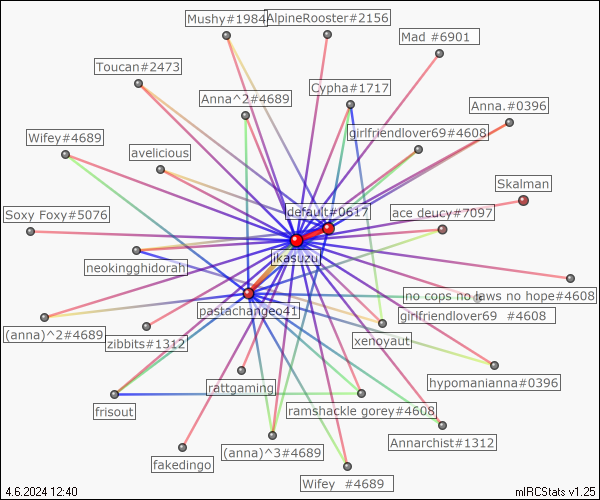 Mushy#1984
AlpineRooster#2156
Mad #6901
Toucan#2473
Anna^2#4689
Cypha#1717
Anna.#0396
girlfriendlover69#4608
Wifey#4689
avelicious
Skalman
Soxy Foxy#5076
default#0617
ace deucy#7097
ikasuzu
neokingghidorah
no cops no laws no hope#4608
pastachangeo41
girlfriendlover69 #4608
(anna)^2#4689
zibbits#1312
xenoyaut
rattgaming
hypomanianna#0396
frisout
ramshackle gorey#4608
Annarchist#1312
(anna)^3#4689
fakedingo
Wifey #4689
4.6.2024 12:40
mIRCStats v1.25